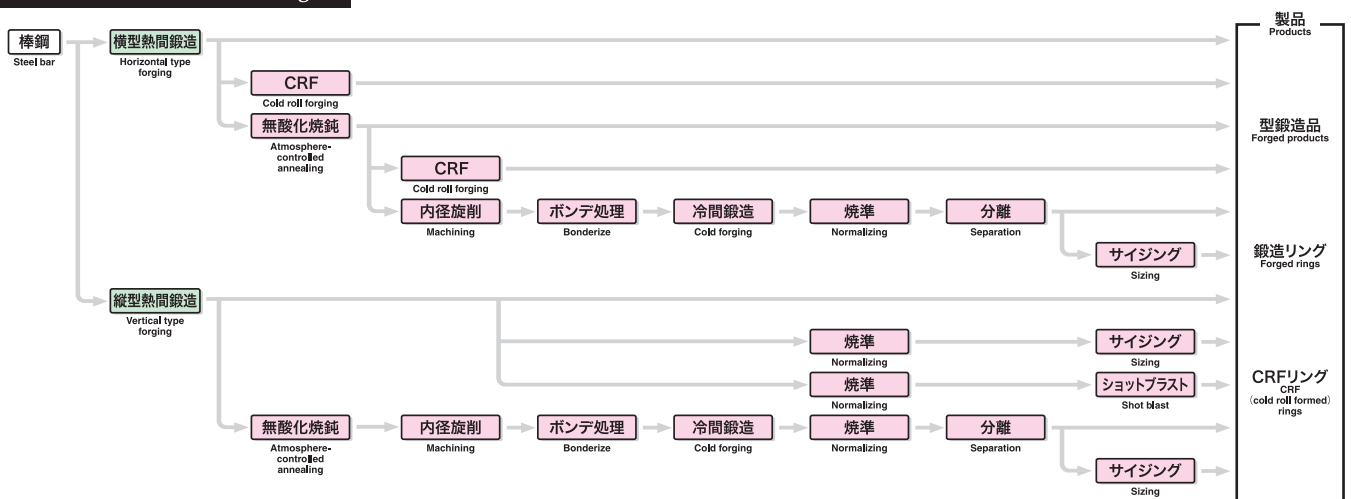 棒鋼
Steel bar
横型熱間鍛造
Horizontal type
forging
CRF
Cold roll forging
無酸化焼鈍
Atmosphere-
controlled
annealing
CRF
Cold roll forging
内径旋削
Machining
ボンデ処理
Bonderize
冷間鍛造
Cold forging
焼準
Normalizing
分離
Separation
サイジング
Sizing
縦型熱間鍛造
Vertical type
forging
焼準
Normalizing
サイジング
Sizing
焼準
Normalizing
ショットブラスト
Shot blast
無酸化焼鈍
Atmosphere-
controlled
annealing
内径旋削
Machining
ボンデ処理
Bonderize
冷間鍛造
Cold forging
焼準
Normalizing
分離
Separation
サイジング
Sizing
製品
Products
型鍛造品
Forged products
鍛造リング
Forged rings
CRFリング
CRF
(cold roll formed)
rings